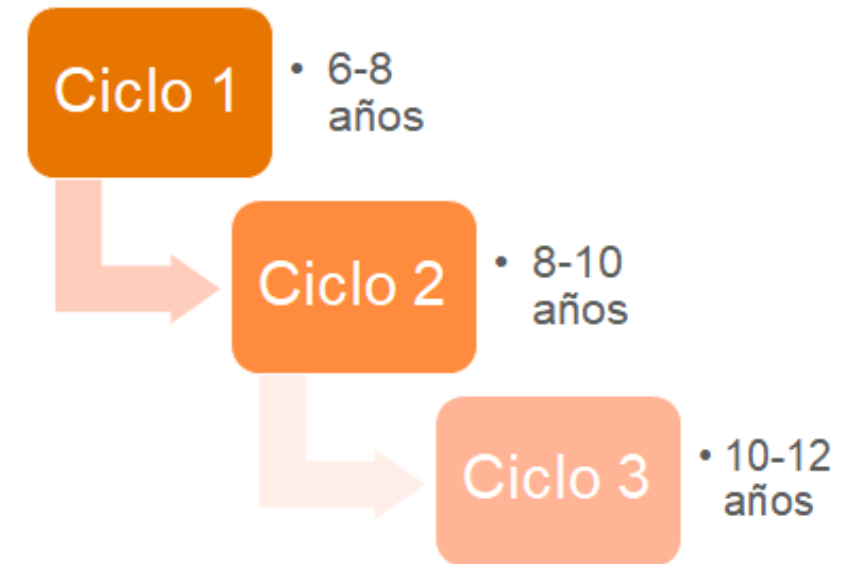 Ciclo 1
• 6-8
años
Ciclo 2
• 8-10
años
Ciclo 3
• 10-12
años